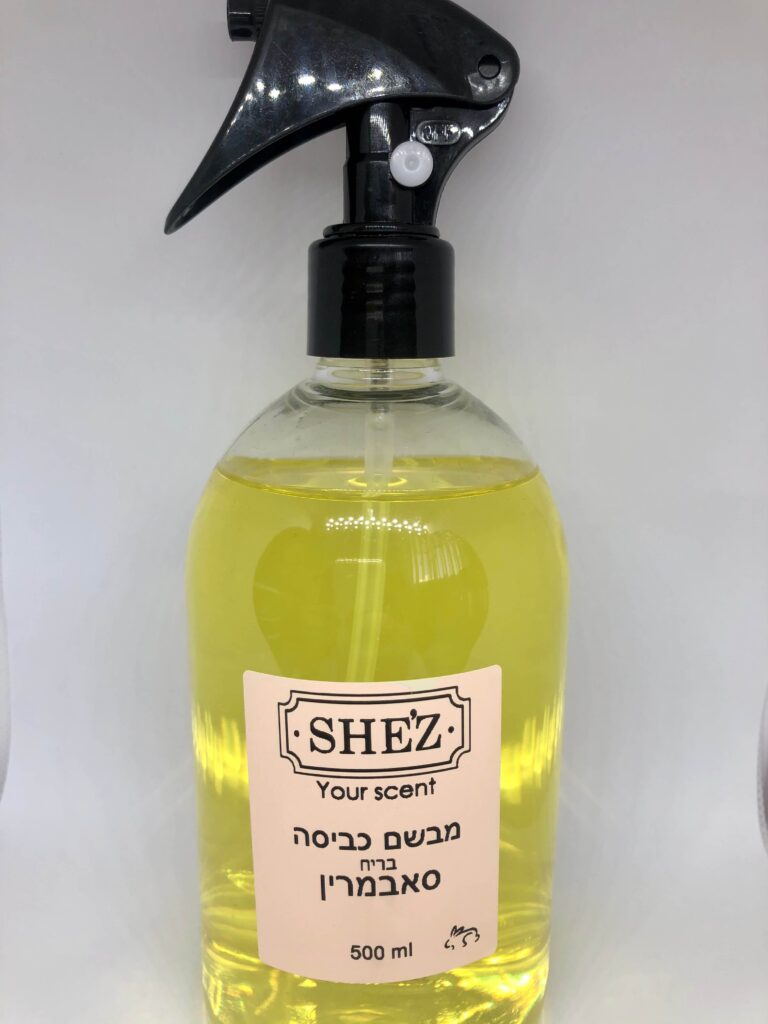 SHE'Z
Your scent
מבשם כביסה
בריח
סאבמרין
500 ml